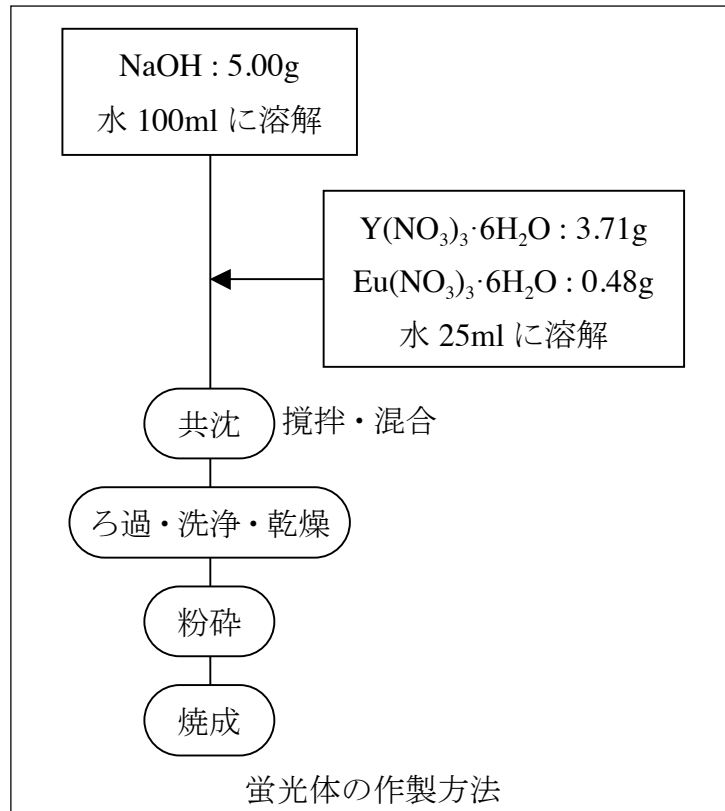 NaOH : 5.00g
水 100ml に溶解
Y(NO₃)₃·6H₂O : 3.71g
Eu(NO₃)₃·6H₂O : 0.48g
水 25ml に溶解
共沈 撹拌・混合
ろ過・洗浄・乾燥
粉砕
焼成
蛍光体の作製方法